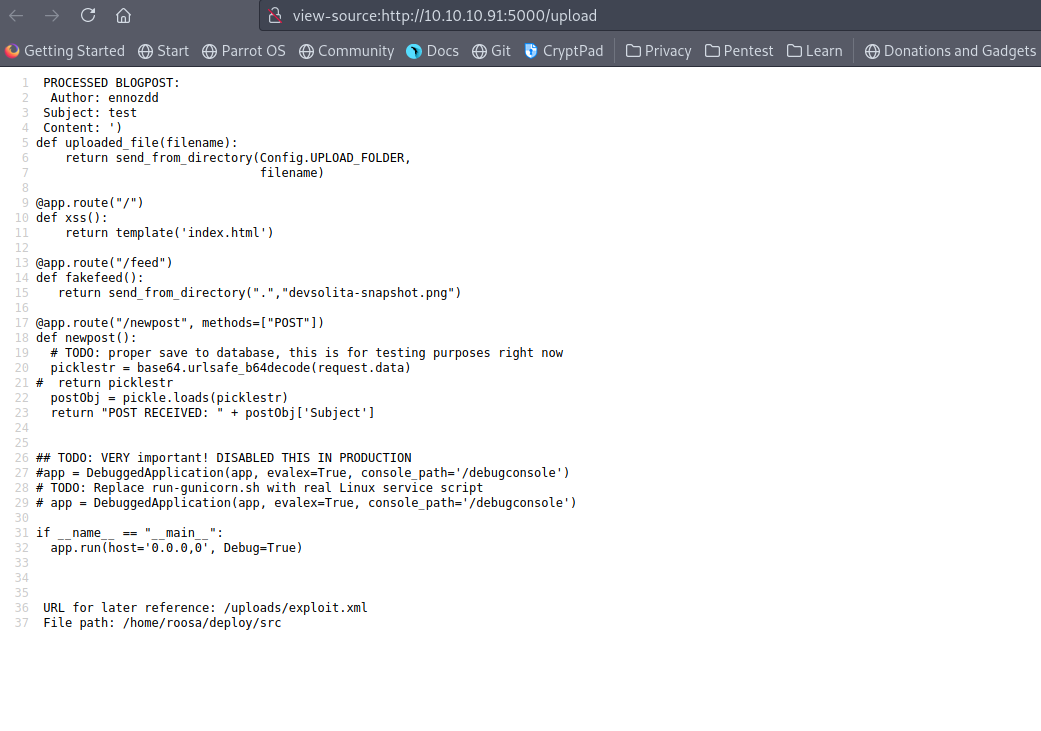 view-source:http://10.10.10.91:5000/upload
Getting Started Start Parrot OS Community Docs Git CryptPad Privacy Pentest Learn Donations and Gadgets
1 PROCESSED BLOGPOST:
2 Author: ennozdd
3 Subject: test
4 Content: ')
5 def uploaded_file(filename):
6 return send_from_directory(Config.UPLOAD_FOLDER,
7 filename)
8
9 @app.route("/")
10 def xss():
11 return template('index.html')
12
13 @app.route("/feed")
14 def fakefeed():
15 return send_from_directory(".","devsolita-snapshot.png")
16
17 @app.route("/newpost", methods=["POST"])
18 def newpost():
19 # TODO: proper save to database, this is for testing purposes right now
20 picklestr = base64.urlsafe_b64decode(request.data)
21 # return picklestr
22 postObj = pickle.loads(picklestr)
23 return "POST RECEIVED: " + postObj['Subject']
24
25
26 ## TODO: VERY important! DISABLED THIS IN PRODUCTION
27 #app = DebuggedApplication(app, evalex=True, console_path='/debugconsole')
28 # TODO: Replace run-gunicorn.sh with real Linux service script
29 # app = DebuggedApplication(app, evalex=True, console_path='/debugconsole')
30
31 if __name__ == "__main__":
32 app.run(host='0.0.0,0', Debug=True)
33
34
35
36 URL for later reference: /uploads/exploit.xml
37 File path: /home/roosa/deploy/src